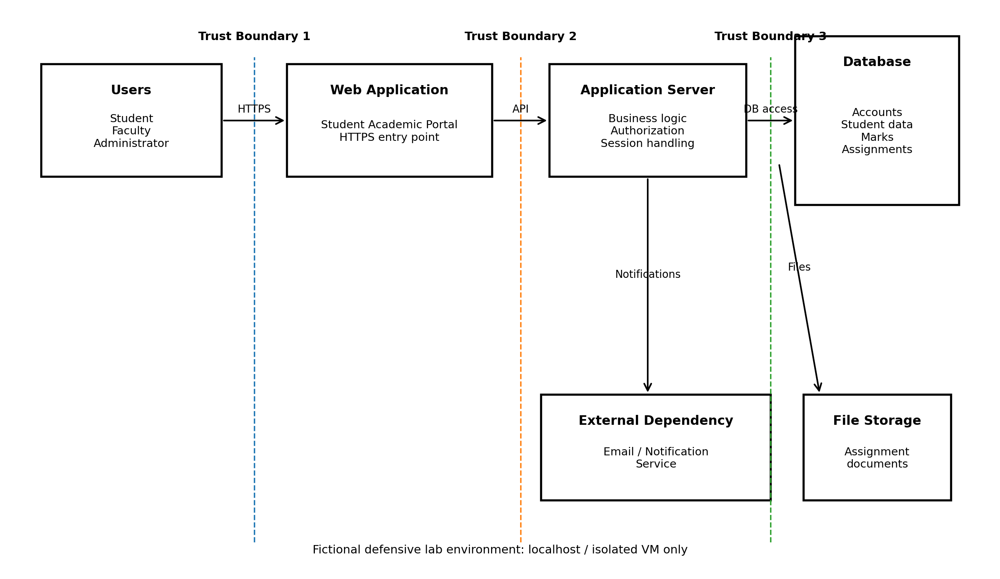 Trust Boundary 1
Trust Boundary 2
Trust Boundary 3
Users
Student
Faculty
Administrator
HTTPS
Web Application
Student Academic Portal
HTTPS entry point
API
Application Server
Business logic
Authorization
Session handling
DB access
Database
Accounts
Student data
Marks
Assignments
Notifications
Files
External Dependency
Email / Notification
Service
File Storage
Assignment
documents
Fictional defensive lab environment: localhost / isolated VM only